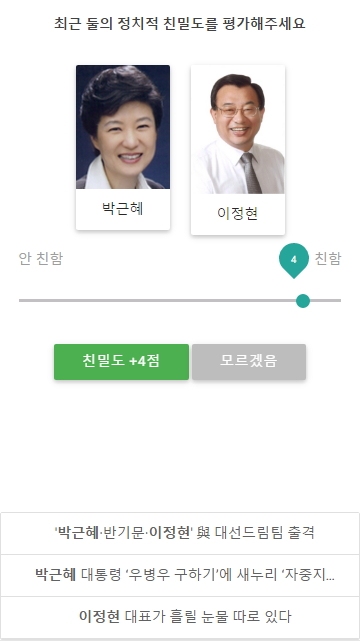 최근 둘의 정치적 친밀도를 평가해주세요
박근혜
이정현
안 친함
4
친함
친밀도 +4점
모르겠음
'박근혜·반기문·이정현' 與 대선드림팀 출격
박근혜 대통령 ‘우병우 구하기’에 새누리 ‘자중지...
이정현 대표가 흘릴 눈물 따로 있다